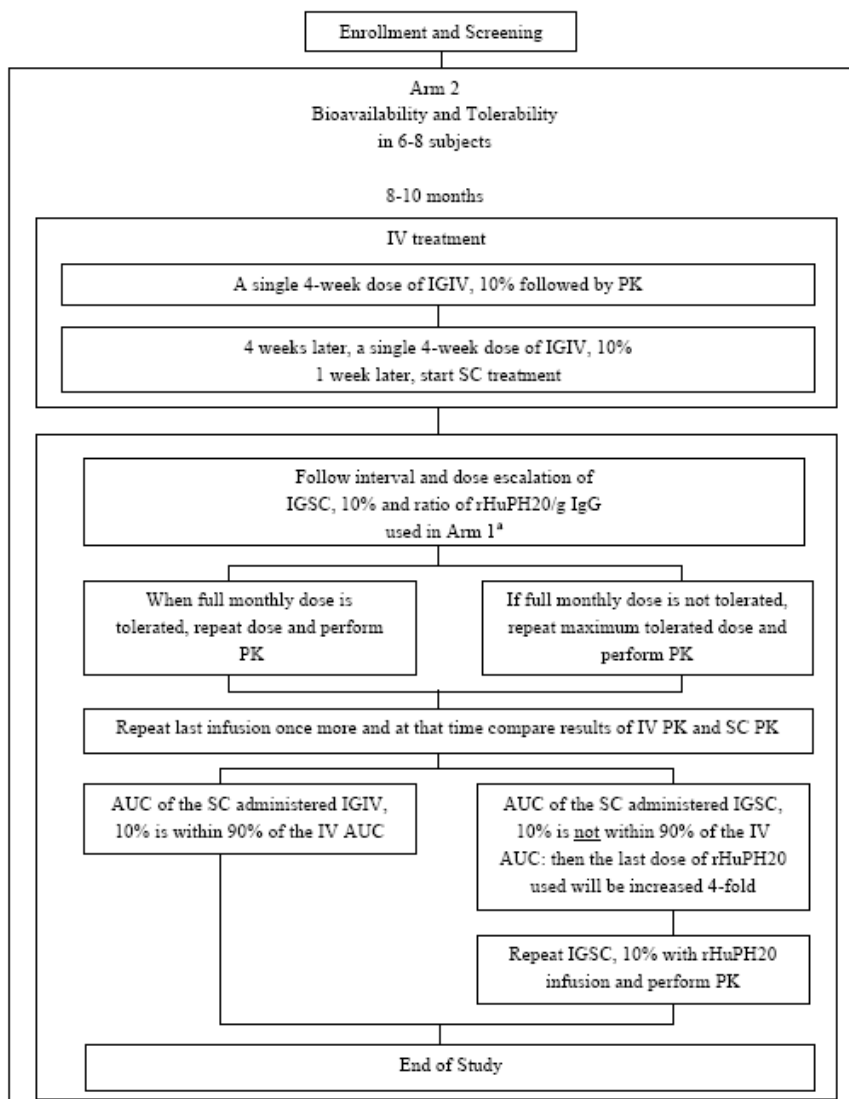 Enrollment and Screening
Arm 2
Bioavailability and Tolerability
in 6-8 subjects
8-10 months
IV treatment
A single 4-week dose of IGIV, 10% followed by PK
4 weeks later, a single 4-week dose of IGIV, 10%
1 week later, start SC treatment
Follow interval and dose escalation of
IGSC, 10% and ratio of rHuPH20/g IgG
used in Arm 1ª
When full monthly dose is
tolerated, repeat dose and perform
PK
If full monthly dose is not tolerated,
repeat maximum tolerated dose and
perform PK
Repeat last infusion once more and at that time compare results of IV PK and SC PK
AUC of the SC administered IGIV,
10% is within 90% of the IV AUC
AUC of the SC administered IGSC,
10% is not within 90% of the IV
AUC: then the last dose of rHuPH20
used will be increased 4-fold
Repeat IGSC, 10% with rHuPH20
infusion and perform PK
End of Study